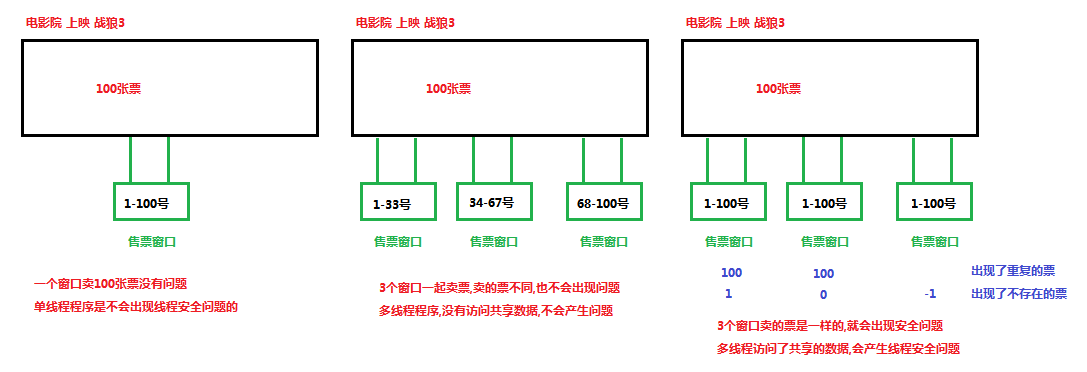 电影院 上映 战狼3
100张票
1-100号
售票窗口
一个窗口卖100张票没有问题
单线程程序是不会出现线程安全问题的
电影院 上映 战狼3
100张票
1-33号
34-67号
68-100号
售票窗口
售票窗口
售票窗口
3个窗口一起卖票,卖的票不同,也不会出现问题
多线程程序,没有访问共享数据,不会产生问题
电影院 上映 战狼3
100张票
1-100号
1-100号
1-100号
售票窗口
售票窗口
售票窗口
100 100 出现了重复的票
1 0 -1 出现了不存在的票
3个窗口卖的票是一样的,就会出现安全问题
多线程访问了共享的数据,会产生线程安全问题